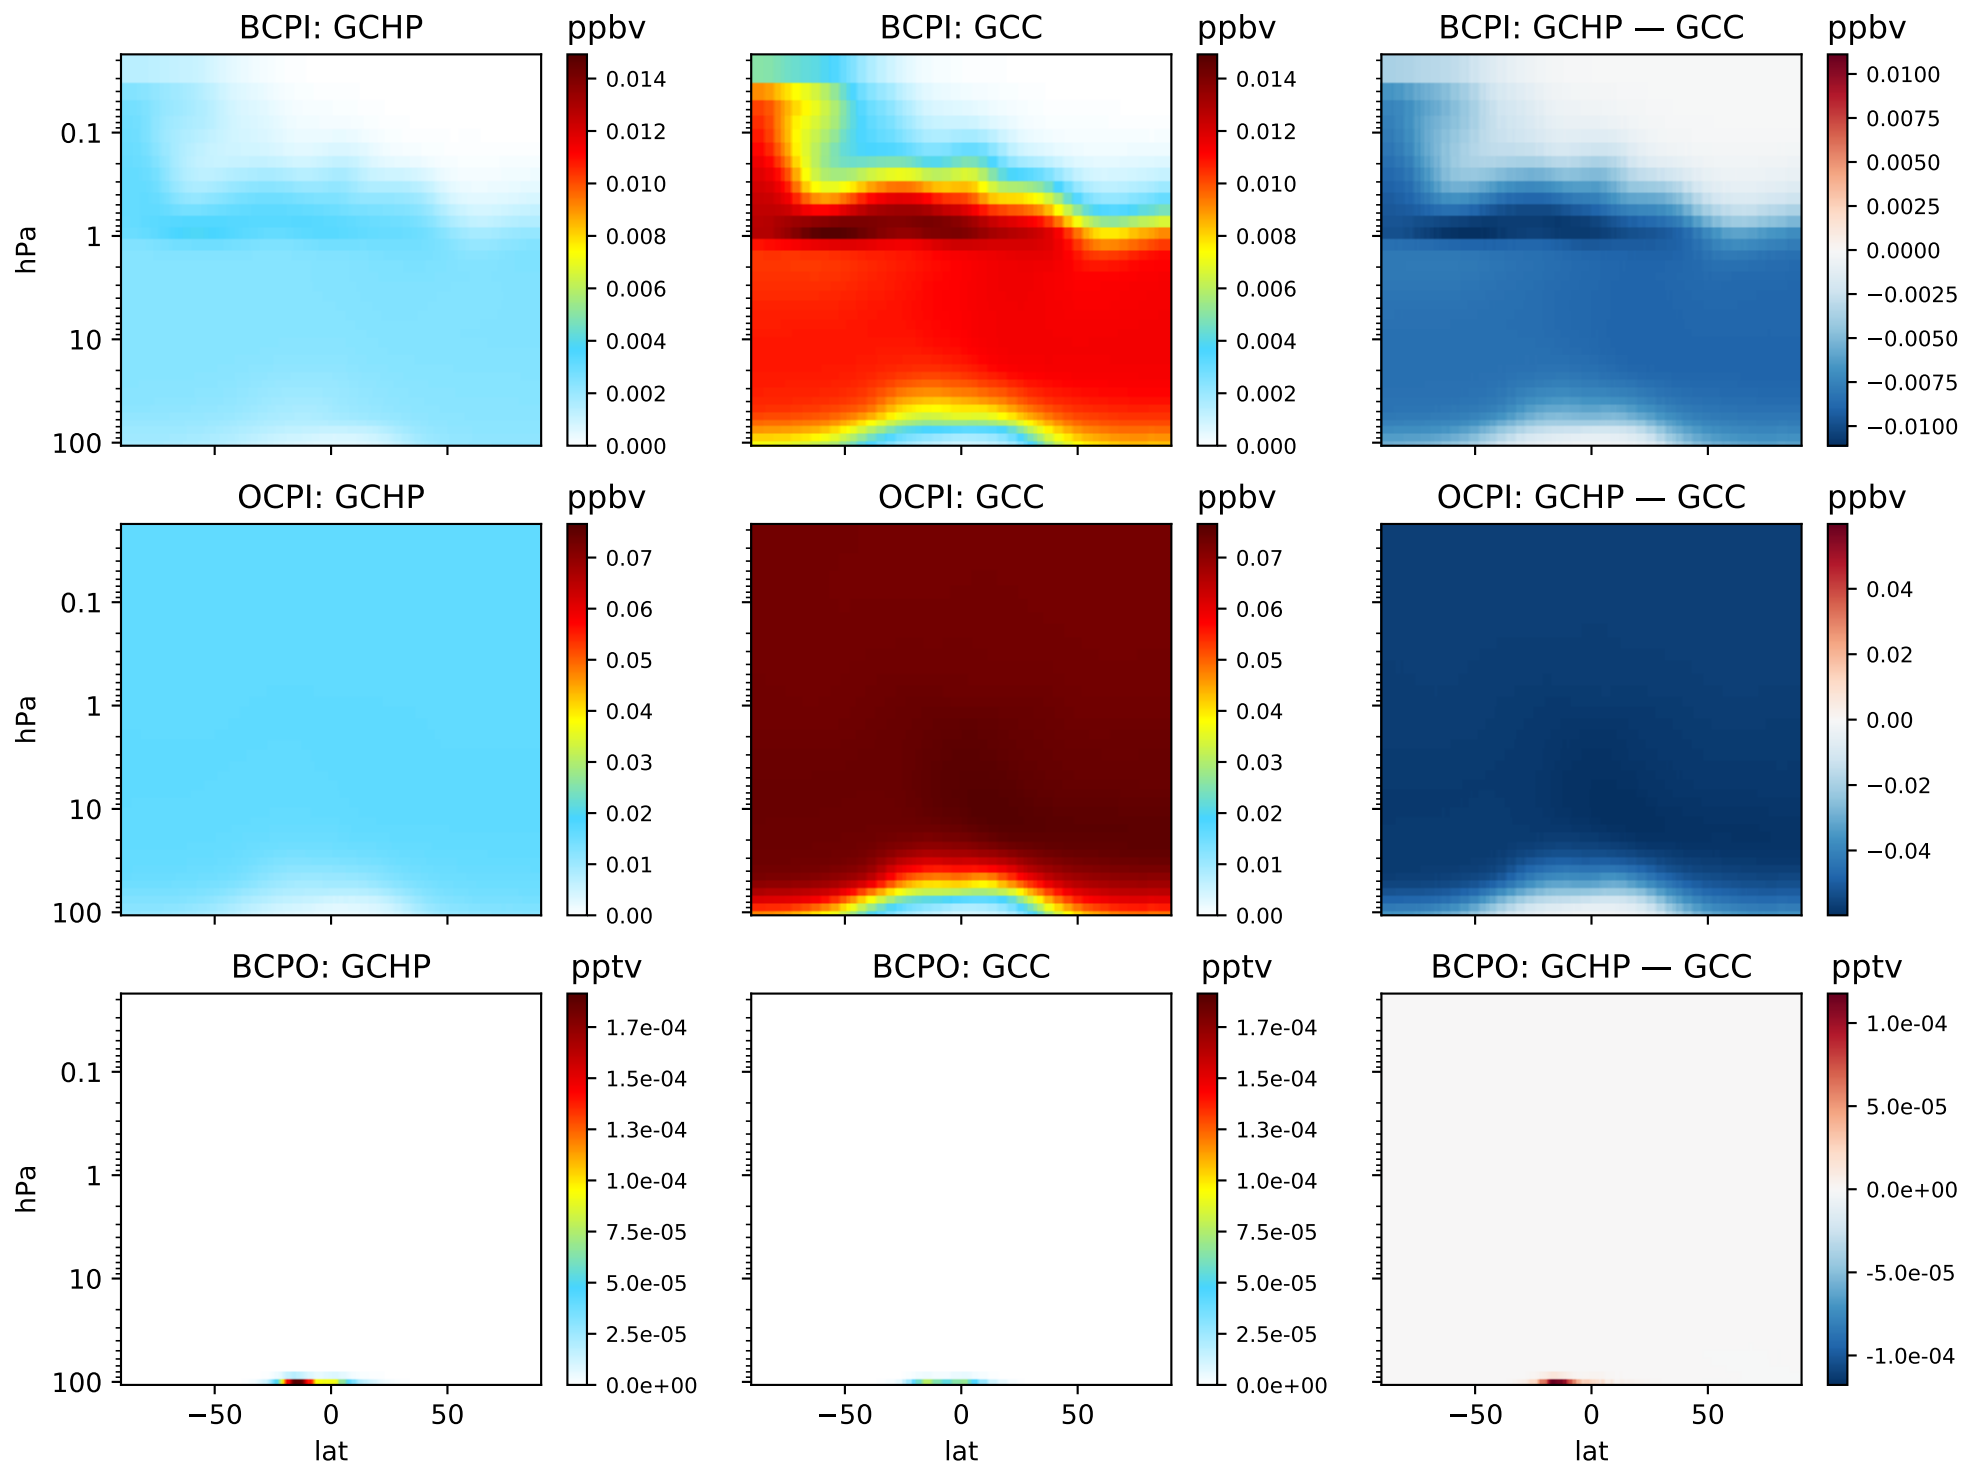 BCPI: GCHP ppbv BCPI: GCC ppbv BCPI: GCHP — GCC ppbv
0.014 0.014 0.0100
0.012 0.012 0.0075
0.1 0.010 0.010 0.0050
0.008 0.008 0.0025
hPa 1 0.006 0.006 0.0000
0.004 0.004 −0.0025
10 0.002 0.002 −0.0050
−0.0075
100 0.000 0.000 −0.0100
OCPI: GCHP ppbv OCPI: GCC ppbv OCPI: GCHP — GCC ppbv
0.07 0.07 0.04
0.1 0.06 0.06 0.02
0.05 0.05 0.00
hPa 1 0.04 0.04 −0.02
0.03 0.03 −0.04
10 0.02 0.02
0.01 0.01
100 0.00 0.00
BCPO: GCHP pptv BCPO: GCC pptv BCPO: GCHP — GCC pptv
1.7e-04 1.7e-04 1.0e-04
0.1 1.5e-04 1.5e-04 5.0e-05
1.3e-04 1.3e-04 0.0e+00
hPa 1 1.0e-04 1.0e-04 -5.0e-05
7.5e-05 7.5e-05 -1.0e-04
10 5.0e-05 5.0e-05
2.5e-05 2.5e-05
100 0.0e+00 0.0e+00
−50 0 50 −50 0 50 −50 0 50
lat lat lat